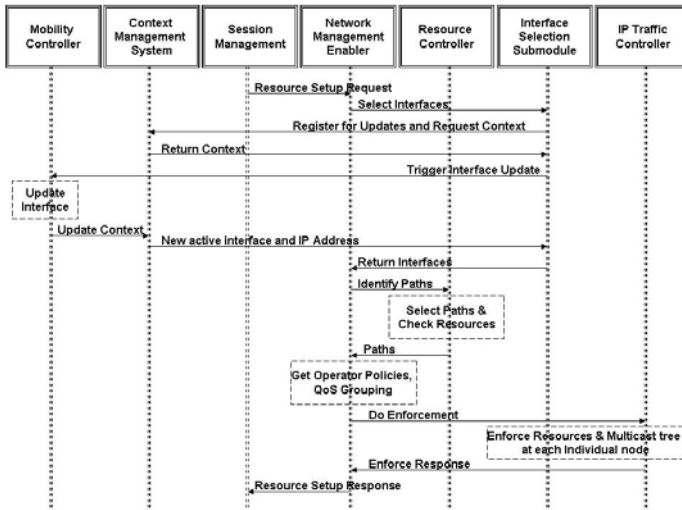 Mobility
Controller
Context
Management
System
Session
Management
Network
Management
Enabler
Resource
Controller
Interface
Selection
Submodule
IP Traffic
Controller
Resource Setup Request
Select Interfaces
Register for Updates and Request Context
Return Context
Trigger Interface Update
Update
Interface
Update Context
New active interface and IP Address
Return Interfaces
Identify Paths
Select Paths &
Check Resources
Paths
Get Operator Policies,
QoS Grouping
Do Enforcement
Enforce Resources & Multicast tree
at each Individual node
Enforce Response
Resource Setup Response